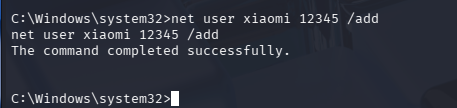 C:\Windows\system32>net user xiaomi 12345 /add
net user xiaomi 12345 /add
The command completed successfully.
C:\Windows\system32>